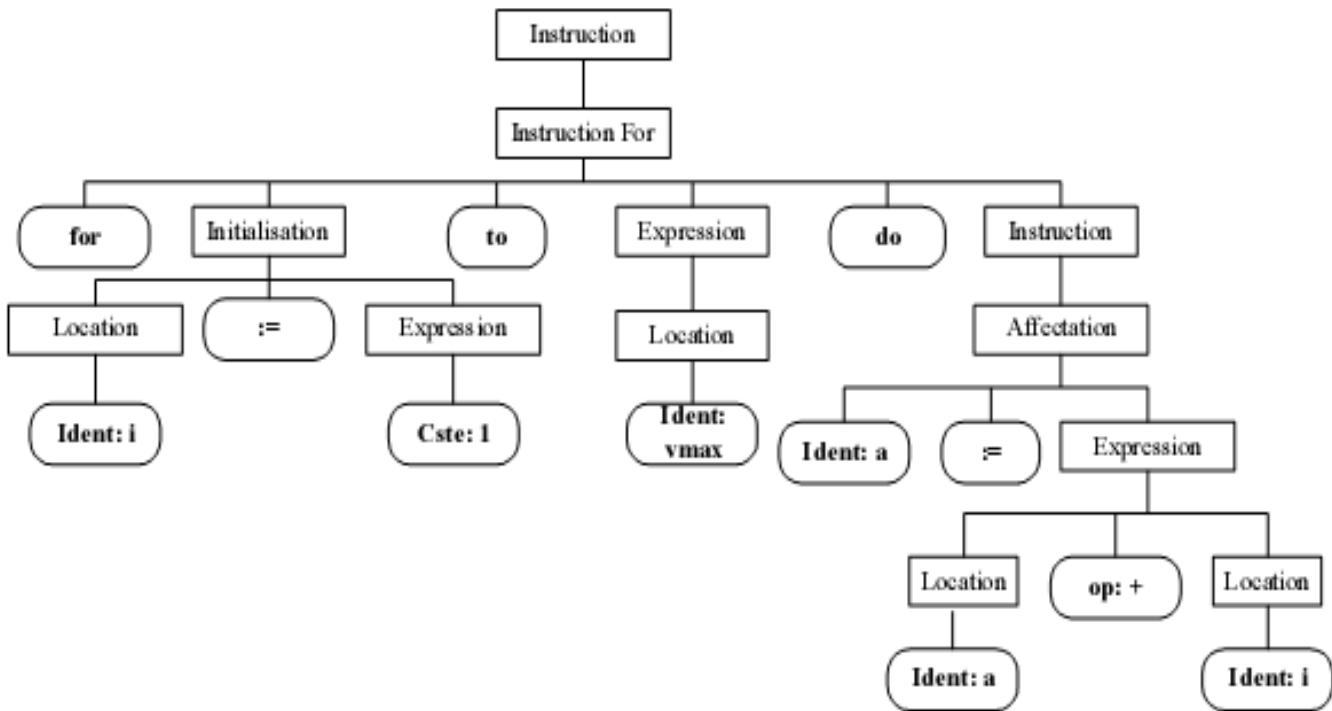 Instruction
Instruction For
for
Initialisation
to
Expression
do
Instruction
Location
:=
Expression
Location
Affectation
Ident: i
Cste: 1
Ident:
vmax
Ident: a
:=
Expression
Location
op: +
Location
Ident: a
Ident: i